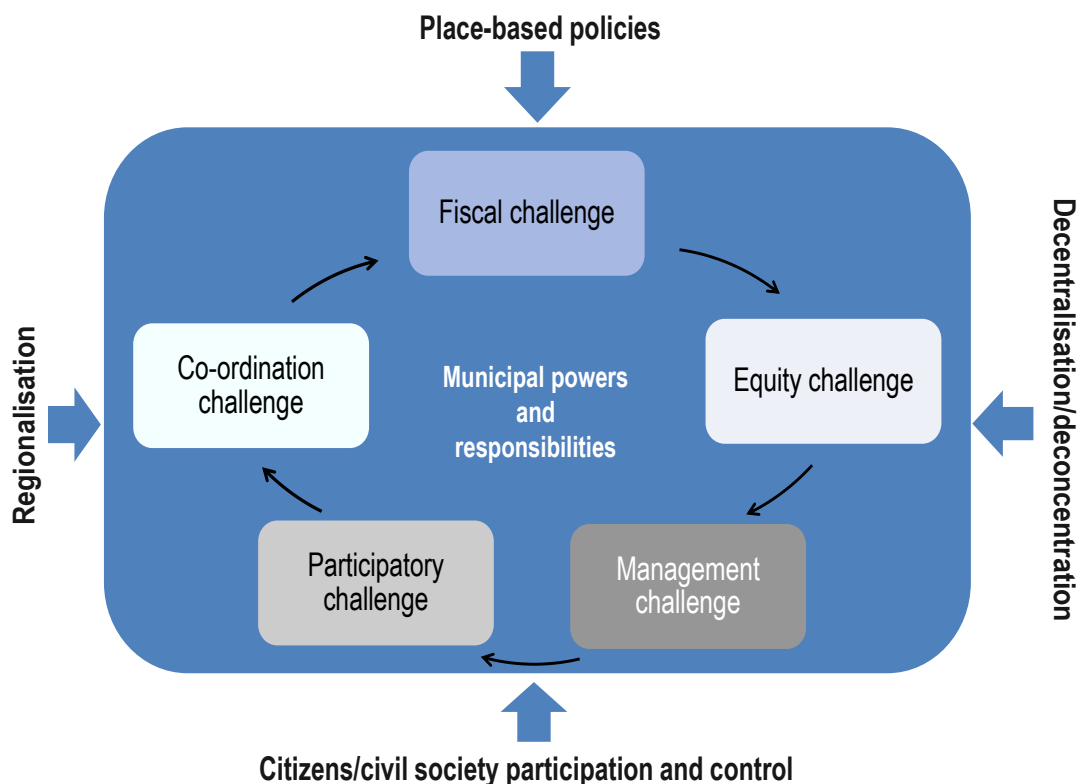 Place-based policies
Fiscal challenge
Decentralisation/deconcentration
Regionalisation
Co-ordination
challenge
Municipal powers
and
responsibilities
Equity challenge
Participatory
challenge
Management
challenge
Citizens/civil society participation and control